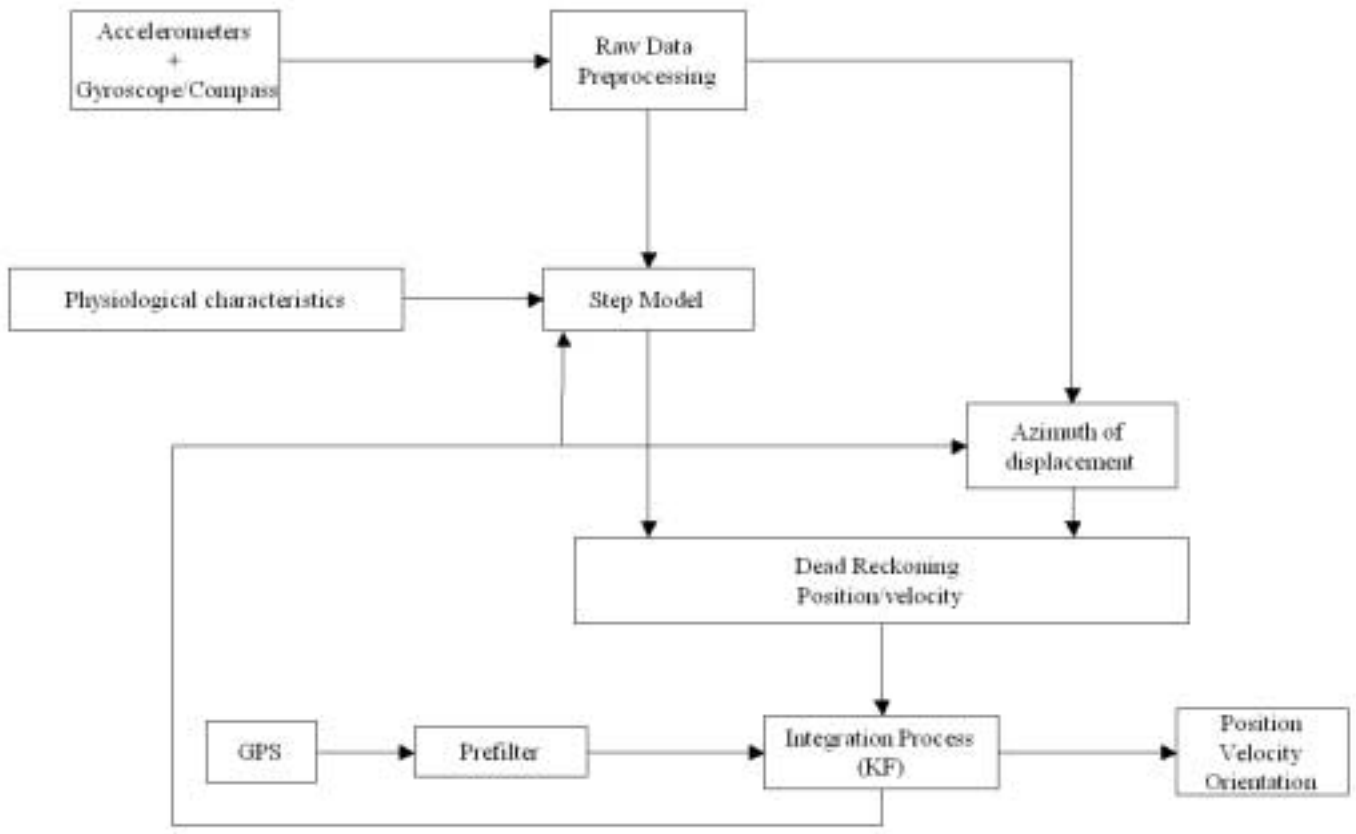 Accelerometers
+
Gyroscope/Compass
Raw Data
Preprocessing
Physiological characteristics
Step Model
Azimuth of
displacement
Dead Reckoning
Position/velocity
GPS
Prefilter
Integration Process
(KF)
Position
Velocity
Orientation